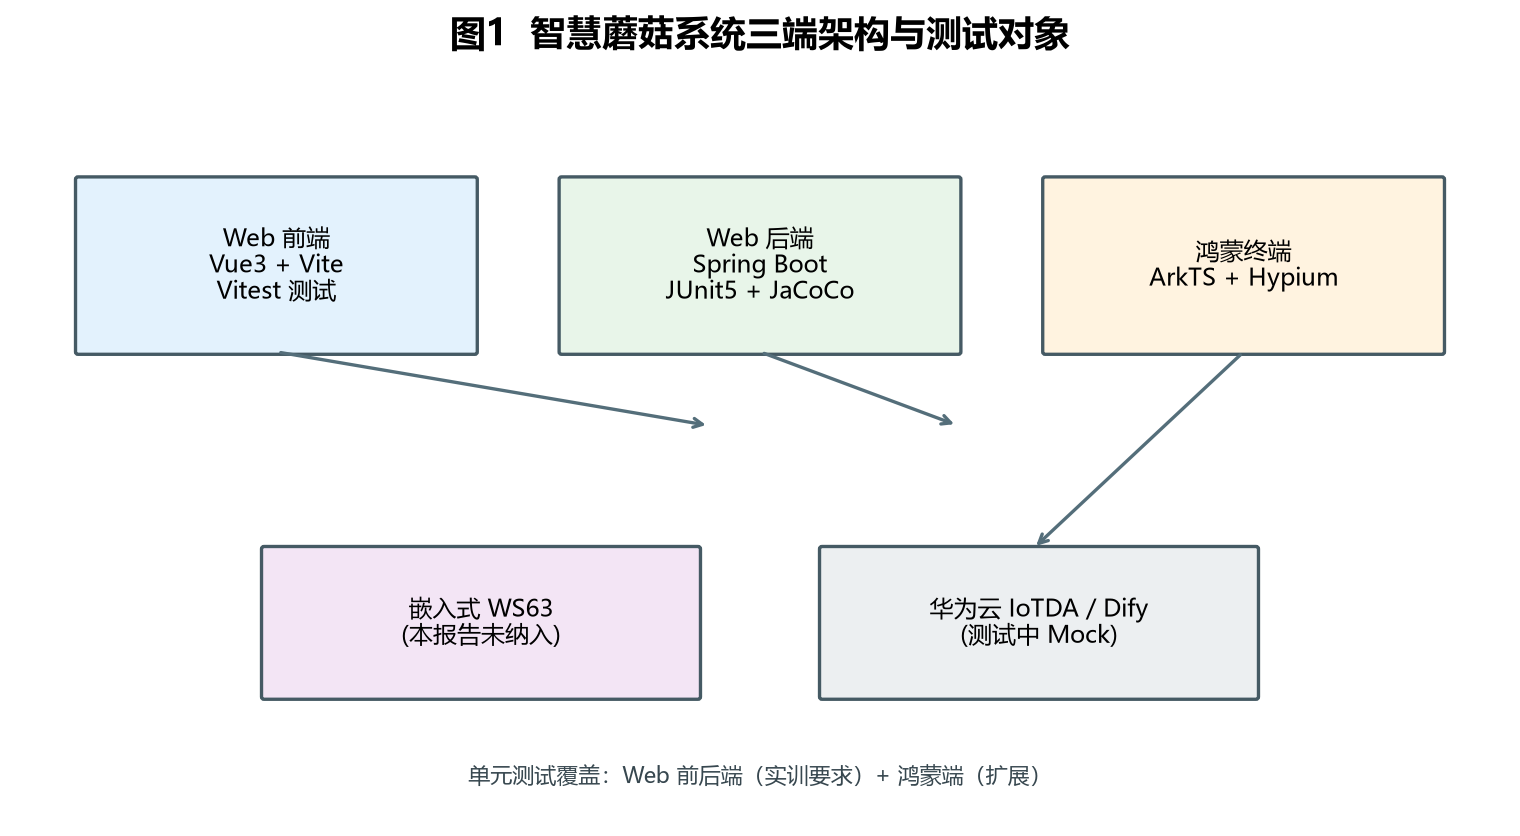 图1 智慧蘑菇系统三端架构与测试对象
Web 前端
Vue3 + Vite
Vitest 测试
Web 后端
Spring Boot
JUnit5 + JaCoCo
鸿蒙终端
ArkTS + Hypium
嵌入式 WS63
(本报告未纳入)
华为云 IoTDA / Dify
(测试中 Mock)
单元测试覆盖：Web 前后端（实训要求）+ 鸿蒙端（扩展）